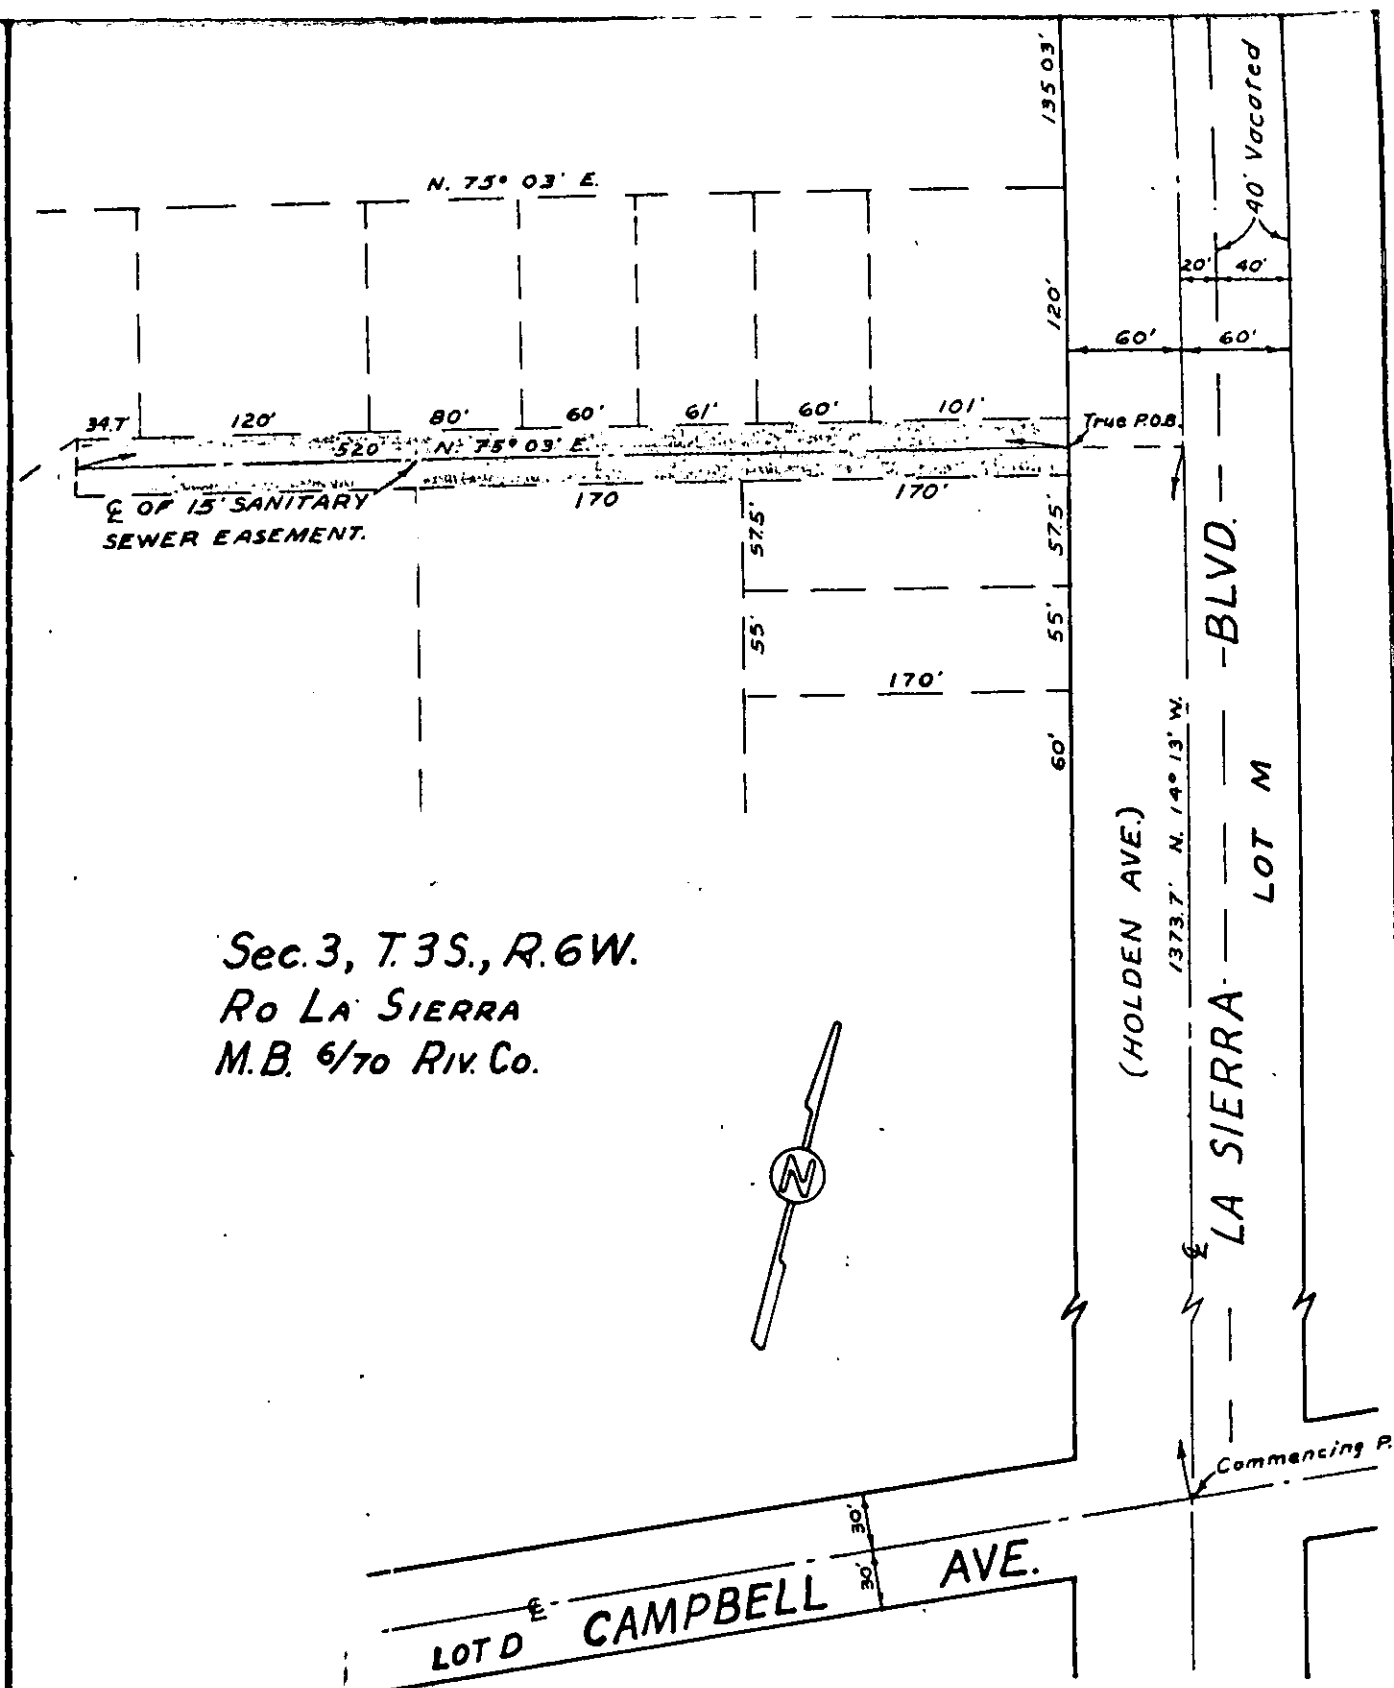 135 03'
40' Vacated
N. 75° 03' E.
20' 40'
120'
60' 60'
34.7' 120' 80' 60' 61' 60' 101'
True P.O.B.
520' N. 75° 03' E.
170 170'
℄ OF 15' SANITARY
SEWER EASEMENT.
57.5' 57.5'
55' 55'
170'
60'
1373.7' N. 14° 13' W.
(HOLDEN AVE.)
LA SIERRA BLVD.
LOT M
Sec. 3, T. 3S., R. 6W.
RO LA SIERRA
M.B. 6/70 RIV. CO.
N
℄
Commencing P.
30'
30'
℄
LOT D CAMPBELL AVE.